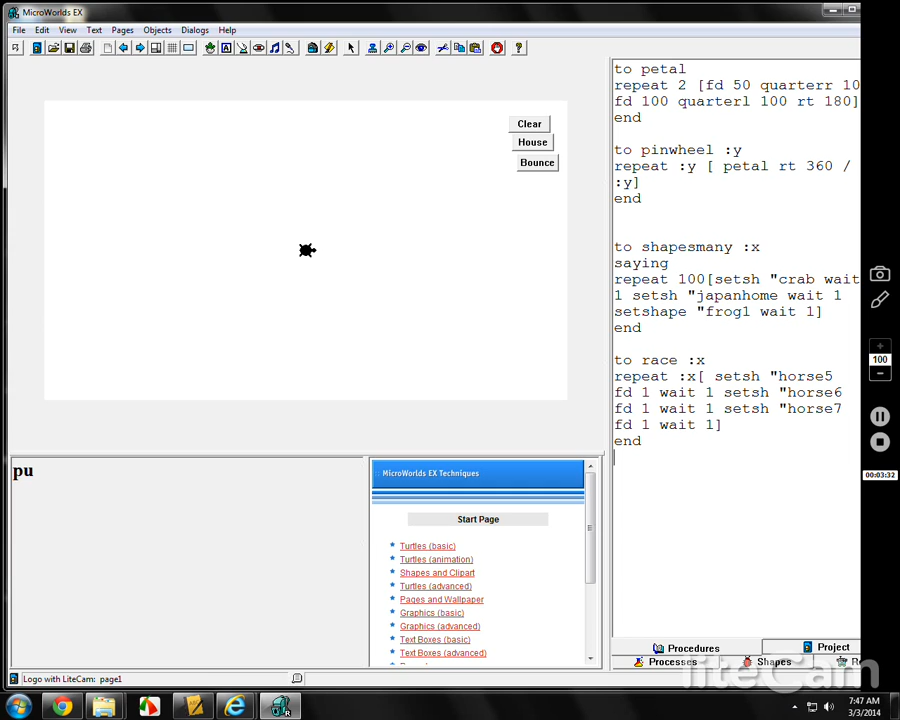 MicroWorlds EX
File Edit View Text Pages Objects Dialogs Help
Clear
House
Bounce
to petal
repeat 2 [fd 50 quarterr 10
fd 100 quarterl 100 rt 180]
end
to pinwheel :y
repeat :y [ petal rt 360 /
:y]
end
to shapesmany :x
saying
repeat 100[setsh "crab wait
1 setsh "japanhome wait 1
setshape "frog1 wait 1]
end
to race :x
repeat :x[ setsh "horse5
fd 1 wait 1 setsh "horse6
fd 1 wait 1 setsh "horse7
fd 1 wait 1]
end
100
00:03:32
pu
MicroWorlds EX Techniques
Start Page
Turtles (basic)
Turtles (animation)
Shapes and Clipart
Turtles (advanced)
Pages and Wallpaper
Graphics (basic)
Graphics (advanced)
Text Boxes (basic)
Text Boxes (advanced)
Procedures Project
Processes Shapes
liteCam
Logo with LiteCam: page1
7:47 AM
3/3/2014